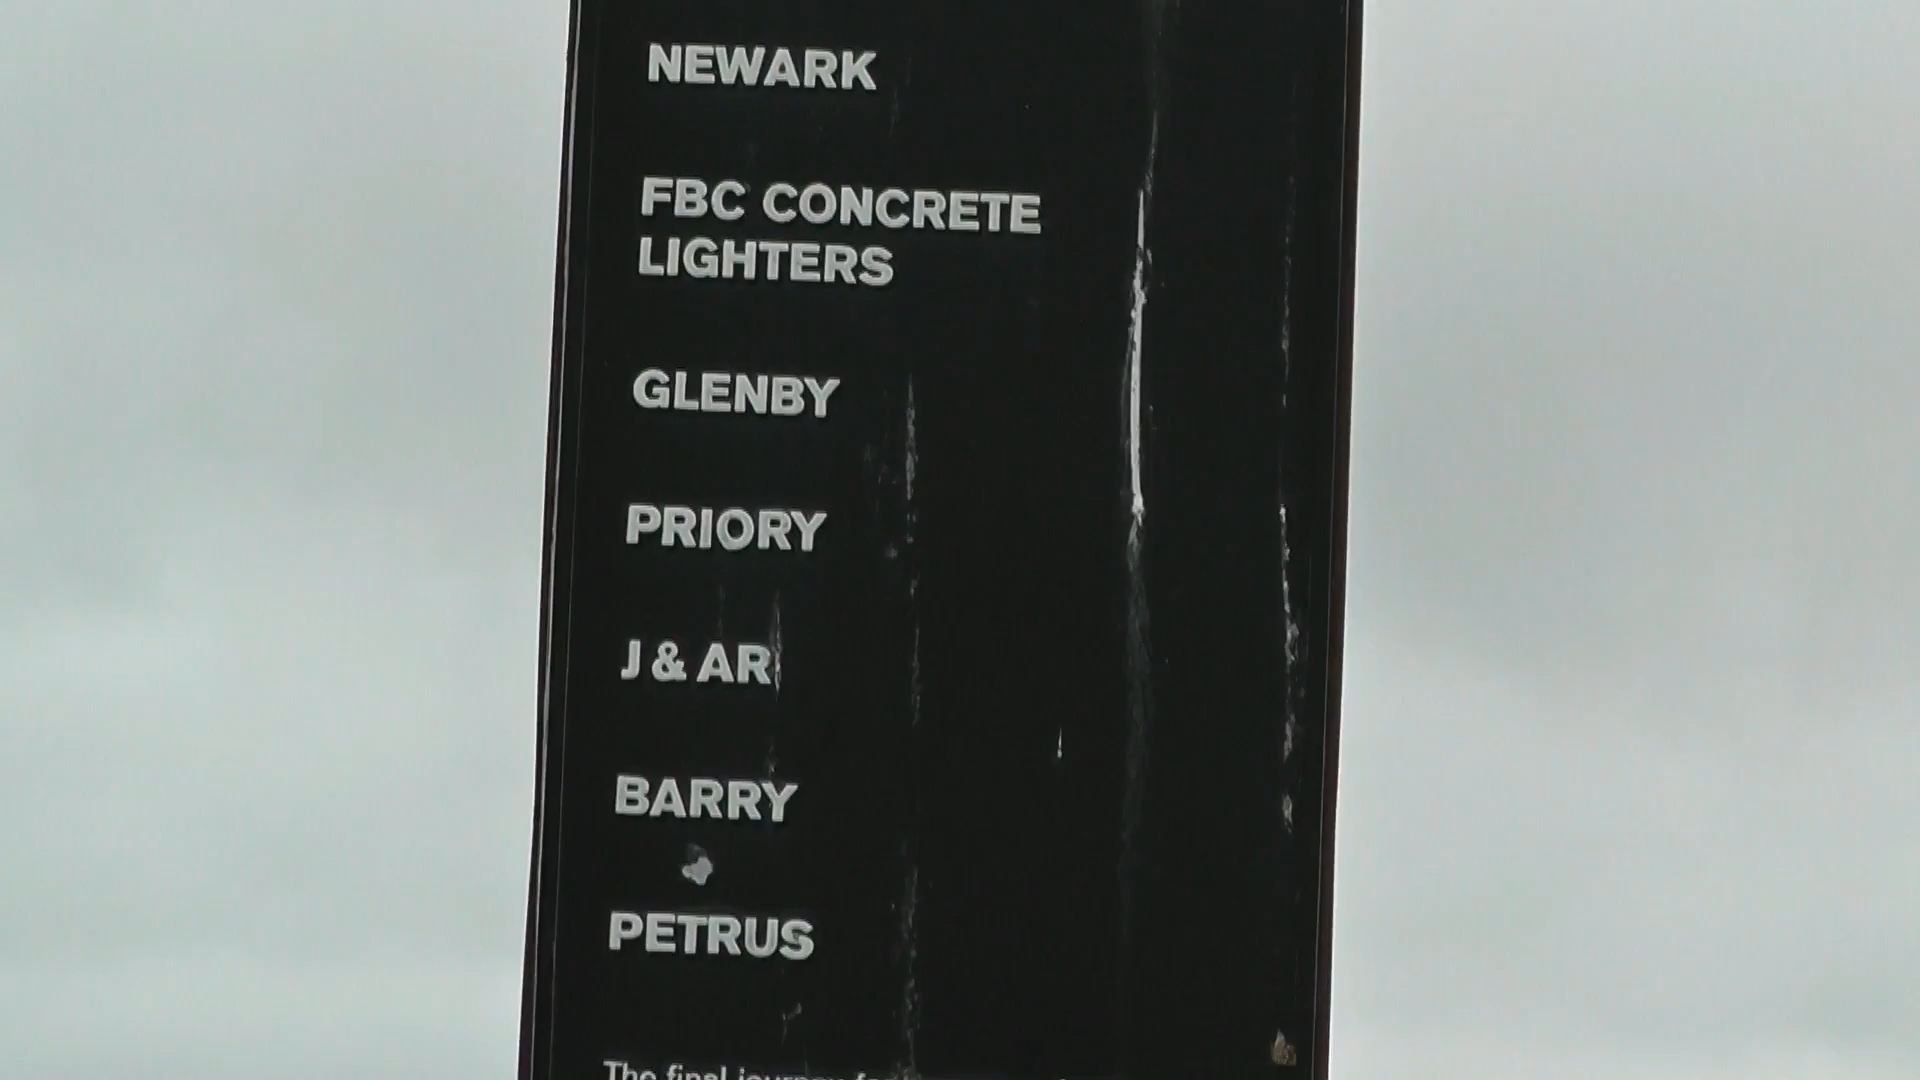 NEWARK
FBC CONCRETE
LIGHTERS
GLENBY
PRIORY
J & AR
BARRY
PETRUS
The final journey